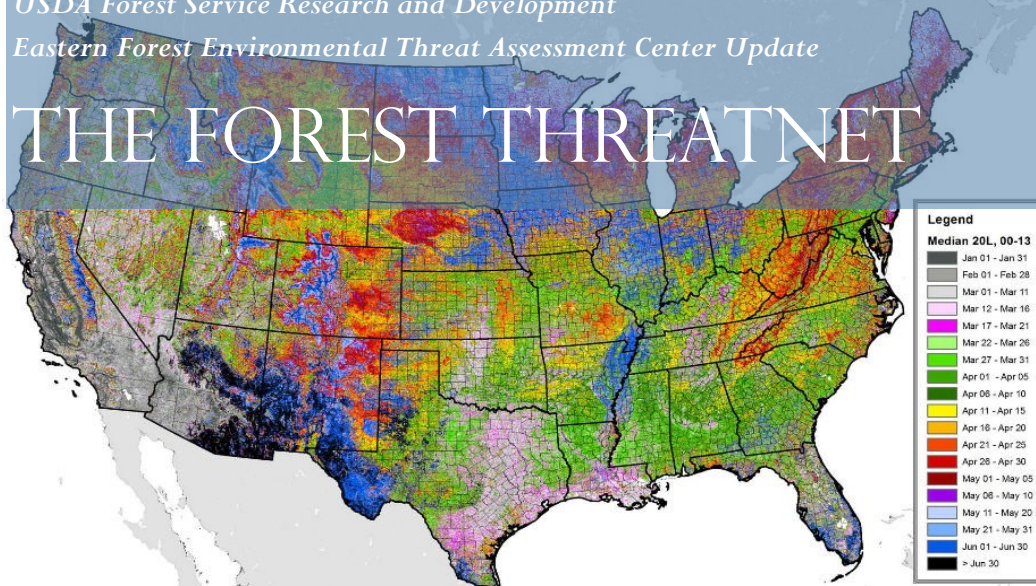 USDA Forest Service Research and Development
Eastern Forest Environmental Threat Assessment Center Update
THE FOREST THREATNET
Legend
Median 20L, 00-13
Jan 01 - Jan 31
Feb 01 - Feb 28
Mar 01 - Mar 11
Mar 12 - Mar 16
Mar 17 - Mar 21
Mar 22 - Mar 26
Mar 27 - Mar 31
Apr 01 - Apr 05
Apr 06 - Apr 10
Apr 11 - Apr 15
Apr 16 - Apr 20
Apr 21 - Apr 25
Apr 26 - Apr 30
May 01 - May 05
May 06 - May 10
May 11 - May 20
May 21 - May 31
Jun 01 - Jun 30
> Jun 30